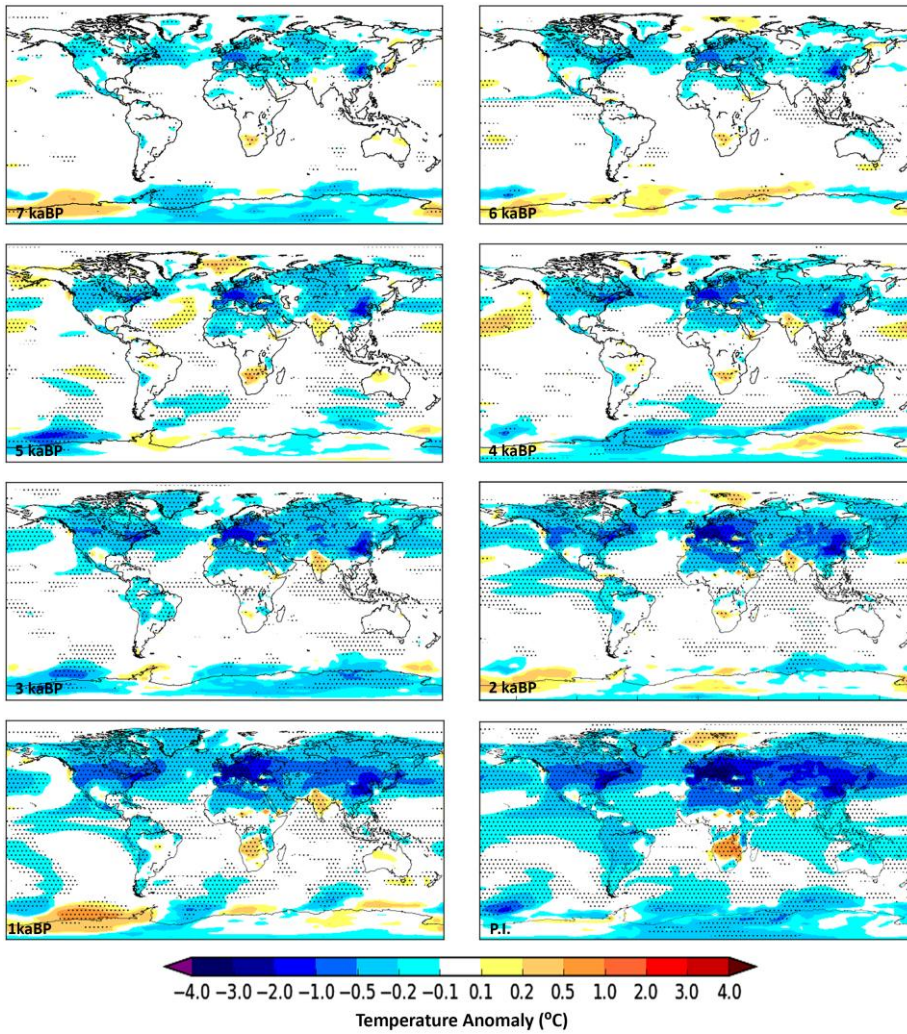 7 kaBP
6 kaBP
5 kaBP
4 kaBP
3 kaBP
2 kaBP
1kaBP
P.I.
−4.0 −3.0 −2.0 −1.0 −0.5 −0.2 −0.1 0.1 0.2 0.5 1.0 2.0 3.0 4.0
Temperature Anomaly (°C)